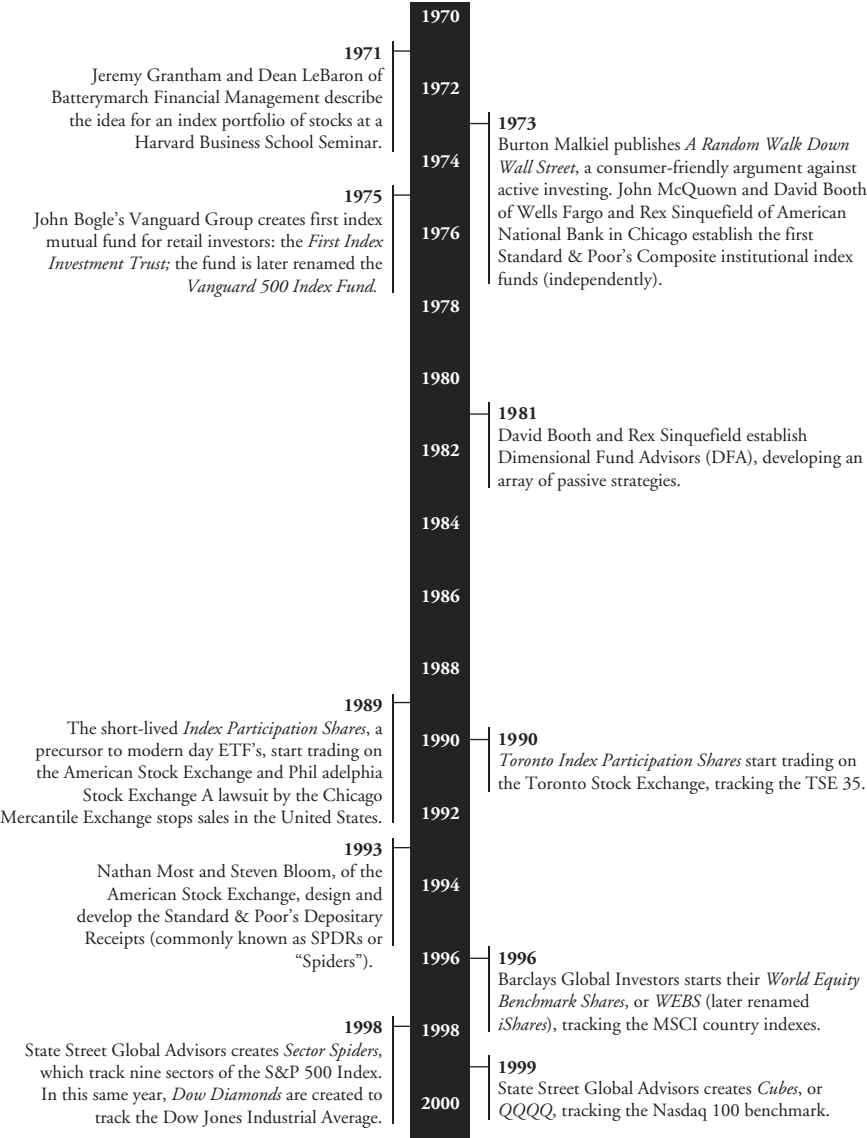 1970
1971
Jeremy Grantham and Dean LeBaron of
Batterymarch Financial Management describe
the idea for an index portfolio of stocks at a
Harvard Business School Seminar.
1972
1973
Burton Malkiel publishes A Random Walk Down
Wall Street, a consumer-friendly argument against
active investing. John McQuown and David Booth
of Wells Fargo and Rex Sinquefield of American
National Bank in Chicago establish the first
Standard & Poor's Composite institutional index
funds (independently).
1974
1975
John Bogle's Vanguard Group creates first index
mutual fund for retail investors: the First Index
Investment Trust; the fund is later renamed the
Vanguard 500 Index Fund.
1976
1978
1980
1981
David Booth and Rex Sinquefield establish
Dimensional Fund Advisors (DFA), developing an
array of passive strategies.
1982
1984
1986
1988
1989
The short-lived Index Participation Shares, a
precursor to modern day ETF's, start trading on
the American Stock Exchange and Phil adelphia
Stock Exchange A lawsuit by the Chicago
Mercantile Exchange stops sales in the United States.
1990
1990
Toronto Index Participation Shares start trading on
the Toronto Stock Exchange, tracking the TSE 35.
1992
1993
Nathan Most and Steven Bloom, of the
American Stock Exchange, design and
develop the Standard & Poor's Depositary
Receipts (commonly known as SPDRs or
“Spiders”).
1994
1996
1996
Barclays Global Investors starts their World Equity
Benchmark Shares, or WEBS (later renamed
iShares), tracking the MSCI country indexes.
1998
1998
State Street Global Advisors creates Sector Spiders,
which track nine sectors of the S&P 500 Index.
In this same year, Dow Diamonds are created to
track the Dow Jones Industrial Average.
1999
State Street Global Advisors creates Cubes, or
QQQQ, tracking the Nasdaq 100 benchmark.
2000